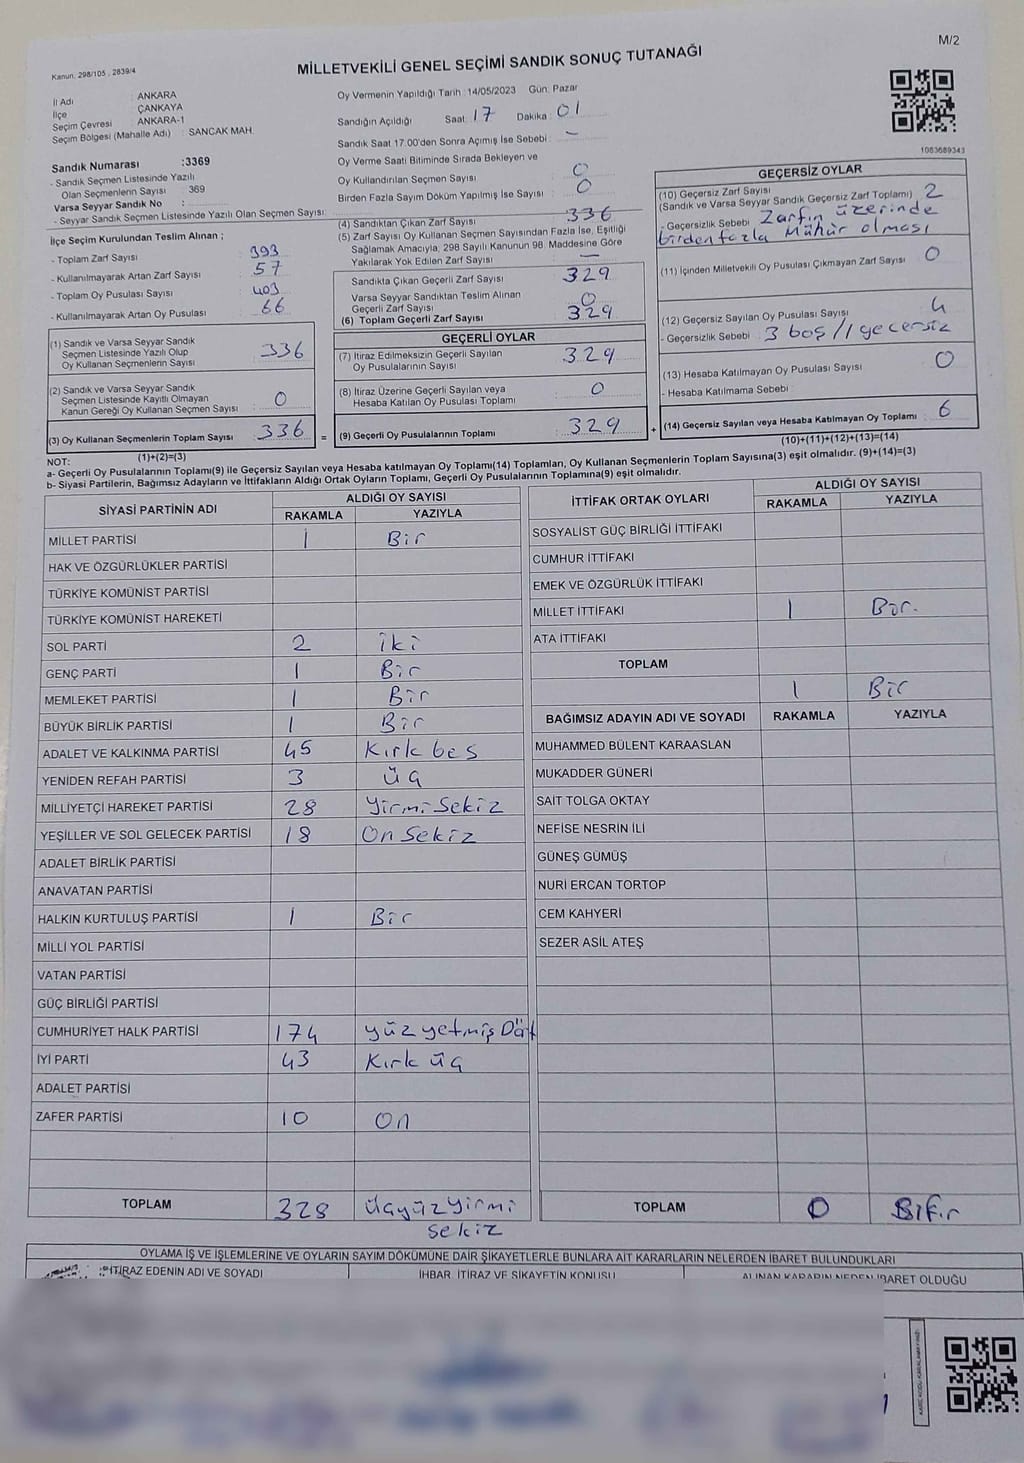 M/2
Kanun, 298/105 , 2839/4
MİLLETVEKİLİ GENEL SEÇİMİ SANDIK SONUÇ TUTANAĞI
İl Adı : ANKARA
İlçe : ÇANKAYA
Seçim Çevresi : ANKARA-1
Seçim Bölgesi (Mahalle Adı) : SANCAK MAH.
Sandık Numarası :3369
- Sandık Seçmen Listesinde Yazılı
Olan Seçmenlerin Sayısı : 369
Varsa Seyyar Sandık No :
- Seyyar Sandık Seçmen Listesinde Yazılı Olan Seçmen Sayısı:
İlçe Seçim Kurulundan Teslim Alınan ;
- Toplam Zarf Sayısı 393
- Kullanılmayarak Artan Zarf Sayısı 57
- Toplam Oy Pusulası Sayısı 403
- Kullanılmayarak Artan Oy Pusulası 66
(1) Sandık ve Varsa Seyyar Sandık
Seçmen Listesinde Yazılı Olup
Oy Kullanan Seçmenlerin Sayısı 336
(2) Sandık ve Varsa Seyyar Sandık
Seçmen Listesinde Kayıtlı Olmayan
Kanun Gereği Oy Kullanan Seçmen Sayısı 0
(3) Oy Kullanan Seçmenlerin Toplam Sayısı 336 =
(1)+(2)=(3)
Oy Vermenin Yapıldığı Tarih :14/05/2023 Gün: Pazar
Sandığın Açıldığı Saat: 17 Dakika: 01
Sandık Saat 17.00'den Sonra Açımış İse Sebebi : -
Oy Verme Saati Bitiminde Sırada Bekleyen ve
Oy Kullandırılan Seçmen Sayısı : 0
Birden Fazla Sayım Döküm Yapılmış İse Sayısı : 0
(4) Sandıktan Çıkan Zarf Sayısı 336
(5) Zarf Sayısı Oy Kullanan Seçmen Sayısından Fazla İse, Eşitliği
Sağlamak Amacıyla, 298 Sayılı Kanunun 98. Maddesine Göre
Yakılarak Yok Edilen Zarf Sayısı -
Sandıkta Çıkan Geçerli Zarf Sayısı 329
Varsa Seyyar Sandıktan Teslim Alınan
Geçerli Zarf Sayısı 0
(6) Toplam Geçerli Zarf Sayısı 329
GEÇERLİ OYLAR
(7) İtiraz Edilmeksizin Geçerli Sayılan
Oy Pusulalarının Sayısı 329
(8) İtiraz Üzerine Geçerli Sayılan veya
Hesaba Katılan Oy Pusulası Toplamı 0
(9) Geçerli Oy Pusulalarının Toplamı 329 +
1083689343
GEÇERSİZ OYLAR
(10) Geçersiz Zarf Sayısı
(Sandık ve Varsa Seyyar Sandık Geçersiz Zarf Toplamı) 2
- Geçersizlik Sebebi : Zarfın üzerinde
birden fazla Mühür olması
(11) İçinden Milletvekili Oy Pusulası Çıkmayan Zarf Sayısı 0
(12) Geçersiz Sayılan Oy Pusulası Sayısı 4
- Geçersizlik Sebebi : 3 boş/1 geçersiz
(13) Hesaba Katılmayan Oy Pusulası Sayısı 0
- Hesaba Katılmama Sebebi :
(14) Geçersiz Sayılan veya Hesaba Katılmayan Oy Toplamı 6
(10)+(11)+(12)+(13)=(14)
NOT:
a- Geçerli Oy Pusulalarının Toplamı(9) ile Geçersiz Sayılan veya Hesaba katılmayan Oy Toplamı(14) Toplamları, Oy Kullanan Seçmenlerin Toplam Sayısına(3) eşit olmalıdır. (9)+(14)=(3)
b- Siyasi Partilerin, Bağımsız Adayların ve İttifakların Aldığı Ortak Oyların Toplamı, Geçerli Oy Pusulalarının Toplamına(9) eşit olmalıdır.
SİYASİ PARTİNİN ADI ALDIĞI OY SAYISI
RAKAMLA YAZIYLA
MİLLET PARTİSİ 1 Bir
HAK VE ÖZGÜRLÜKLER PARTİSİ
TÜRKİYE KOMÜNİST PARTİSİ
TÜRKİYE KOMÜNİST HAREKETİ
SOL PARTİ 2 iki
GENÇ PARTİ 1 Bir
MEMLEKET PARTİSİ 1 Bir
BÜYÜK BİRLİK PARTİSİ 1 Bir
ADALET VE KALKINMA PARTİSİ 45 Kırk beş
YENİDEN REFAH PARTİSİ 3 üç
MİLLİYETÇİ HAREKET PARTİSİ 28 Yirmi Sekiz
YEŞİLLER VE SOL GELECEK PARTİSİ 18 On Sekiz
ADALET BİRLİK PARTİSİ
ANAVATAN PARTİSİ
HALKIN KURTULUŞ PARTİSİ 1 Bir
MİLLİ YOL PARTİSİ
VATAN PARTİSİ
GÜÇ BİRLİĞİ PARTİSİ
CUMHURİYET HALK PARTİSİ 174 yüz yetmiş Dört
İYİ PARTİ 43 Kırk üç
ADALET PARTİSİ
ZAFER PARTİSİ 10 On
TOPLAM 328 üçyüz yirmi
sekiz
İTTİFAK ORTAK OYLARI ALDIĞI OY SAYISI
RAKAMLA YAZIYLA
SOSYALİST GÜÇ BİRLİĞİ İTTİFAKI
CUMHUR İTTİFAKI
EMEK VE ÖZGÜRLÜK İTTİFAKI
MİLLET İTTİFAKI 1 Bir.
ATA İTTİFAKI
TOPLAM
1 Bir
BAĞIMSIZ ADAYIN ADI VE SOYADI RAKAMLA YAZIYLA
MUHAMMED BÜLENT KARAASLAN
MUKADDER GÜNERİ
SAİT TOLGA OKTAY
NEFİSE NESRİN İLİ
GÜNEŞ GÜMÜŞ
NURİ ERCAN TORTOP
CEM KAHYERİ
SEZER ASİL ATEŞ
TOPLAM 0 Sıfır
OYLAMA İŞ VE İŞLEMLERİNE VE OYLARIN SAYIM DÖKÜMÜNE DAİR ŞİKAYETLERLE BUNLARA AİT KARARLARIN NELERDEN İBARET BULUNDUKLARI
İTİRAZ EDENİN ADI VE SOYADI İHBAR, İTİRAZ VE ŞİKAYETİN KONUSU ALINAN KARARIN NEDEN İBARET OLDUĞU
KARE KODU KARALAMAYINIZ!